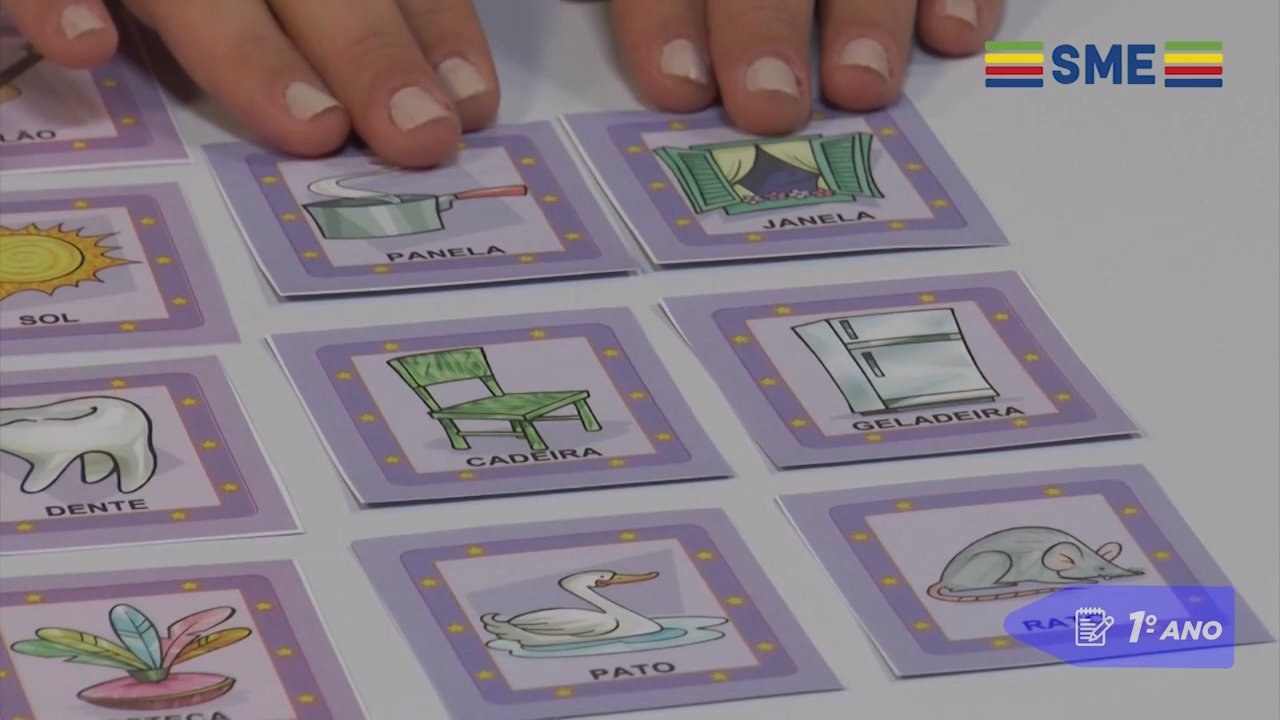 SME
LÃO
PANELA
JANELA
SOL
CADEIRA
GELADEIRA
DENTE
PATO
1º ANO